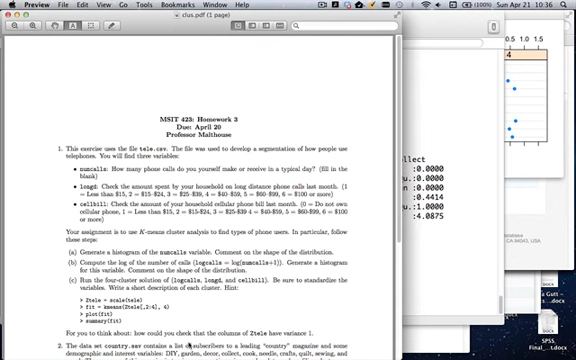 Preview File Edit View Go Tools Bookmarks Window Help
(100%) Sun Apr 21 10:36
clus.pdf (1 page)
MSIT 423: Homework 3
Due: April 20
Professor Malthouse
1. This exercise uses the file tele.csv. The file was used to develop a segmentation of how people use
telephones. You will find three variables:
• numcalls: How many phone calls do you yourself make or receive in a typical day? (fill in the
blank)
• longd: Check the amount spent by your household on long distance phone calls last month. (1
= Less than $15, 2 = $15-$24, 3 = $25-$39, 4 = $40-$59, 5 = $60-$99, 6 = $100
or more)
• cellbill: Check the amount of your household cellular phone bill last month. (0 = Do not own
cellular phone, 1 = Less than $15, 2 = $15-$24, 3 = $25-$39 4 = $40-$59, 5 = $60-$99, 6 = $100
or more)
Your assignment is to use K-means cluster analysis to find types of phone users. In particular, follow
these steps:
(a) Generate a histogram of the numcalls variable. Comment on the shape of the distribution.
(b) Compute the log of the number of calls (logcalls = log(numcalls+1)). Generate a histogram
for this variable. Comment on the shape of the distribution.
(c) Run the four-cluster solution of (logcalls, longd, and cellbill). Be sure to standardize the
variables. Write a short description of each cluster. Hint:
> Ztele = scale(tele)
> fit = kmeans(Ztele[,2:4], 4)
> plot(fit)
> summary(fit)
For you to think about: how could you check that the columns of Ztele have variance 1.
2. The data set country.sav contains a list of subscribers to a leading "country" magazine and some
demographic and interest variables: DIY, garden, decor, collect, cook, needle, crafts, quilt, sewing, and
ollect
:0.0000
u.:0.0000
n :0.0000
:0.4414
u.:1.0000
:4.0875
0.5 1.0 1.5
4
atabase
CA 94043, USA
DOCX
a Gutt -
DOCX
SPSS_
Final_...ocx